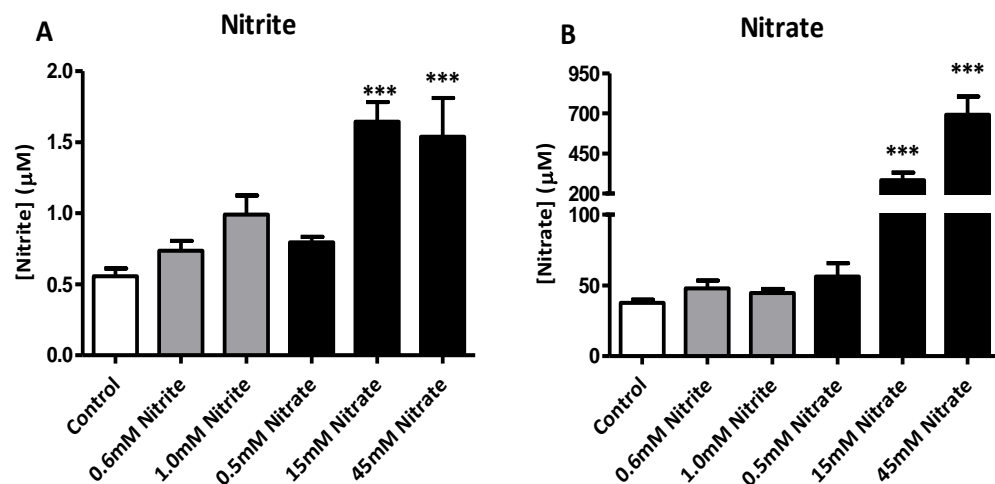 A
Nitrite
[Nitrite] (μM)
2.0
1.5
1.0
0.5
0.0
***
***
Control
0.6mM Nitrite
1.0mM Nitrite
0.5mM Nitrate
15mM Nitrate
45mM Nitrate
B
Nitrate
[Nitrate] (μM)
950
700
450
200
100
50
0
***
***
Control
0.6mM Nitrite
1.0mM Nitrite
0.5mM Nitrate
15mM Nitrate
45mM Nitrate